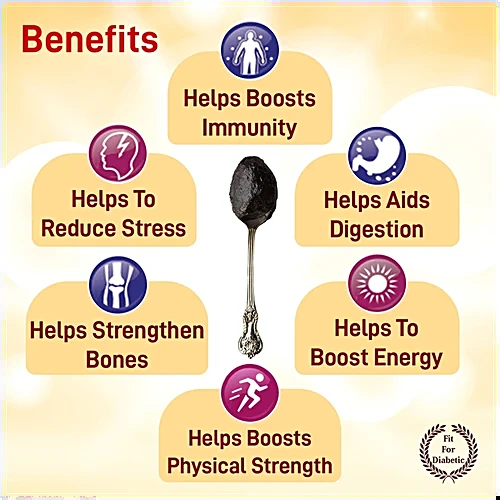 Benefits
Helps Boosts
Immunity
Helps To
Reduce Stress
Helps Aids
Digestion
Helps Strengthen
Bones
Helps To
Boost Energy
Helps Boosts
Physical Strength
Fit
For
Diabetic